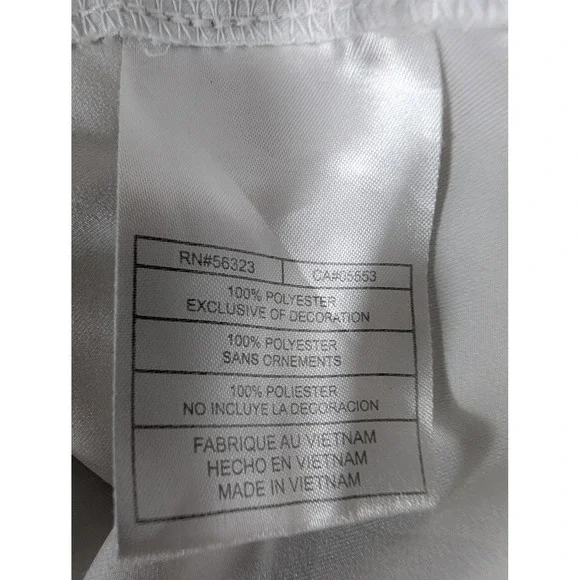 RN#56323 CA#05553
100% POLYESTER
EXCLUSIVE OF DECORATION
100% POLYESTER
SANS ORNEMENTS
100% POLIESTER
NO INCLUYE LA DECORACION
FABRIQUE AU VIETNAM
HECHO EN VIETNAM
MADE IN VIETNAM